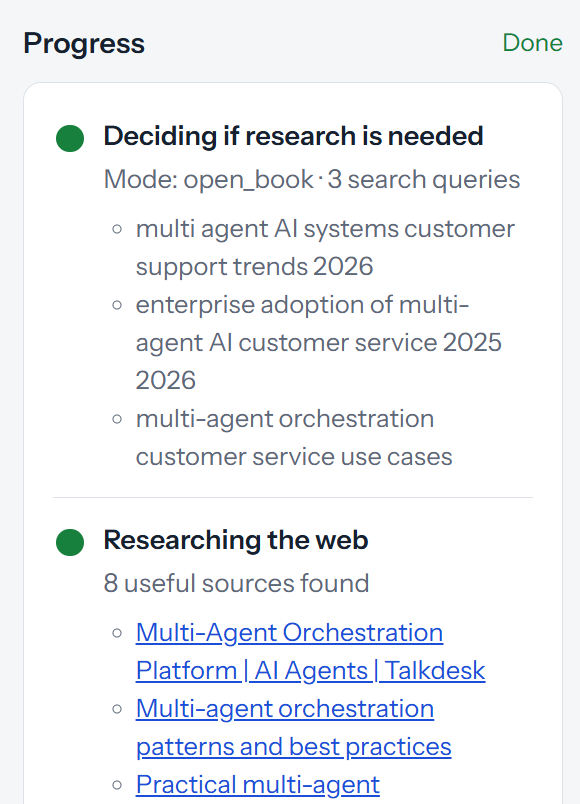 Progress
Done
Deciding if research is needed
Mode: open_book · 3 search queries
multi agent AI systems customer
support trends 2026
enterprise adoption of multi-
agent AI customer service 2025
2026
multi-agent orchestration
customer service use cases
Researching the web
8 useful sources found
Multi-Agent Orchestration
Platform | AI Agents | Talkdesk
Multi-agent orchestration
patterns and best practices
Practical multi-agent